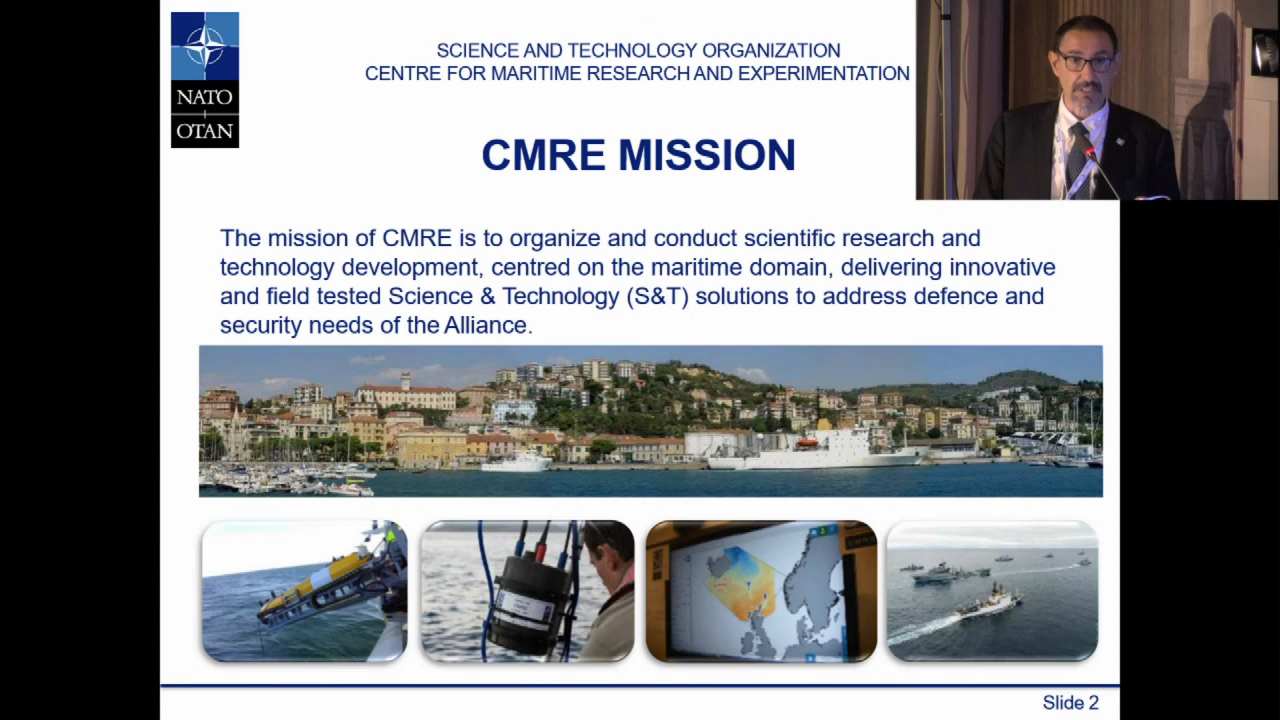 NATO
OTAN
SCIENCE AND TECHNOLOGY ORGANIZATION
CENTRE FOR MARITIME RESEARCH AND EXPERIMENTATION
CMRE MISSION
The mission of CMRE is to organize and conduct scientific research and
technology development, centred on the maritime domain, delivering innovative
and field tested Science & Technology (S&T) solutions to address defence and
security needs of the Alliance.
CMRE
Slide 2